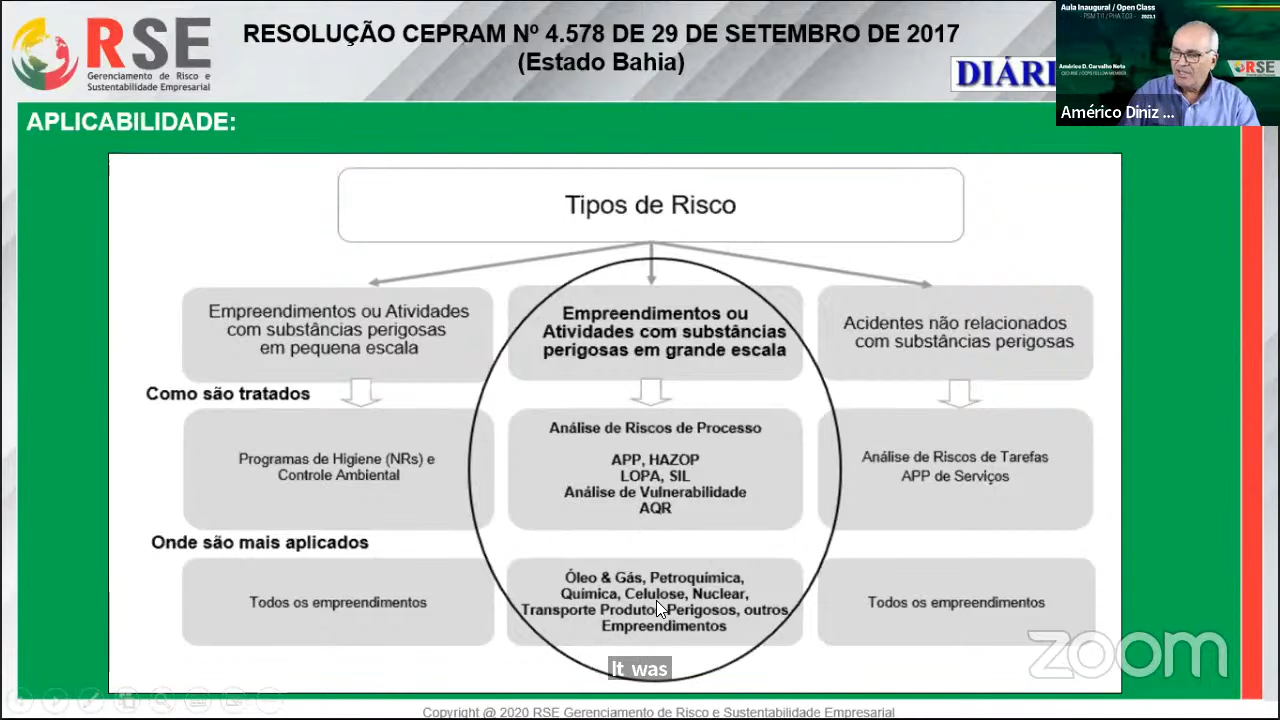 RSE
Gerenciamento de Risco e
Sustentabilidade Empresarial
RESOLUÇÃO CEPRAM Nº 4.578 DE 29 DE SETEMBRO DE 2017
(Estado Bahia)
DIÁRI
Aula Inaugural / Open Class
- PSM T.11 / PHA T.03 - 2023.1
Américo D. Carvalho Neto
CEO RSE / CCPS FELLOW MEMBER
RSE
Américo Diniz ...
APLICABILIDADE:
Tipos de Risco
Empreendimentos ou Atividades
com substâncias perigosas
em pequena escala
Empreendimentos ou
Atividades com substâncias
perigosas em grande escala
Acidentes não relacionados
com substâncias perigosas
Como são tratados
Programas de Higiene (NRs) e
Controle Ambiental
Análise de Riscos de Processo
APP, HAZOP
LOPA, SIL
Análise de Vulnerabilidade
AQR
Análise de Riscos de Tarefas
APP de Serviços
Onde são mais aplicados
Todos os empreendimentos
Óleo & Gás, Petroquímica,
Química, Celulose, Nuclear,
Transporte Produtos Perigosos, outros
Empreendimentos
Todos os empreendimentos
zoom
It was
Copyright @ 2020 RSE Gerenciamento de Risco e Sustentabilidade Empresarial